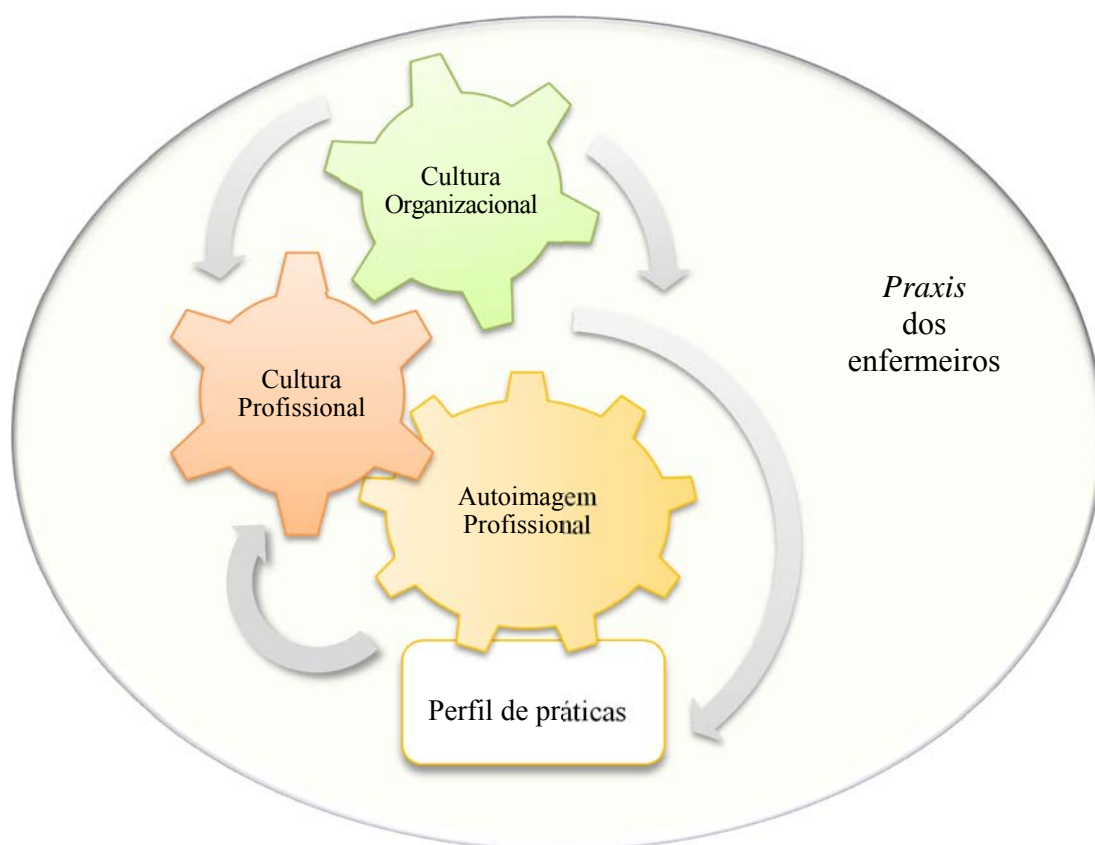 Cultura
Organizacional
Praxis
dos
enfermeiros
Cultura
Profissional
Autoimagem
Profissional
Perfil de práticas